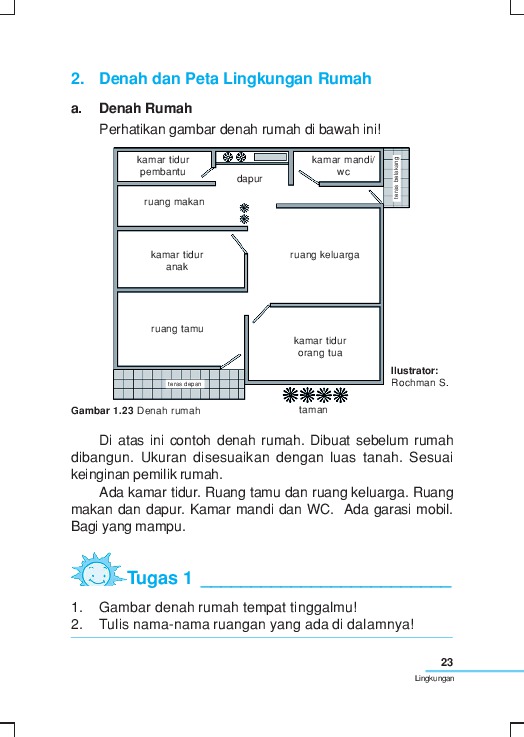 2. Denah dan Peta Lingkungan Rumah
a. Denah Rumah
Perhatikan gambar denah rumah di bawah ini!
kamar tidur
pembantu
dapur
kamar mandi/
wc
teras belakang
ruang makan
kamar tidur
anak
ruang keluarga
ruang tamu
kamar tidur
orang tua
teras depan
taman
Ilustrator:
Rochman S.
Gambar 1.23 Denah rumah
Di atas ini contoh denah rumah. Dibuat sebelum rumah
dibangun. Ukuran disesuaikan dengan luas tanah. Sesuai
keinginan pemilik rumah.
Ada kamar tidur. Ruang tamu dan ruang keluarga. Ruang
makan dan dapur. Kamar mandi dan WC. Ada garasi mobil.
Bagi yang mampu.
Tugas 1
1. Gambar denah rumah tempat tinggalmu!
2. Tulis nama-nama ruangan yang ada di dalamnya!
23
Lingkungan